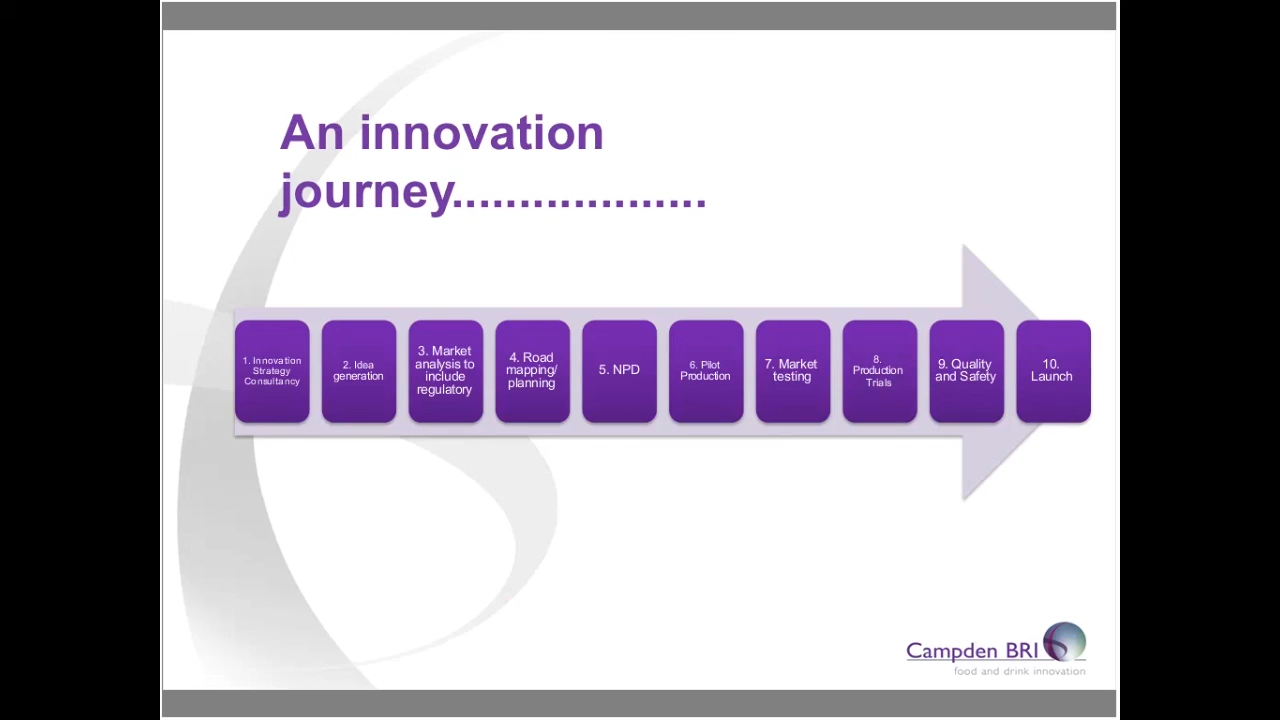 An innovation
journey...................
1. Innovation
Strategy
Consultancy
2. Idea
generation
3. Market
analysis to
include
regulatory
4. Road
mapping/
planning
5. NPD
6. Pilot
Production
7. Market
testing
8.
Production
Trials
9. Quality
and Safety
10.
Launch
Campden BRI
food and drink innovation